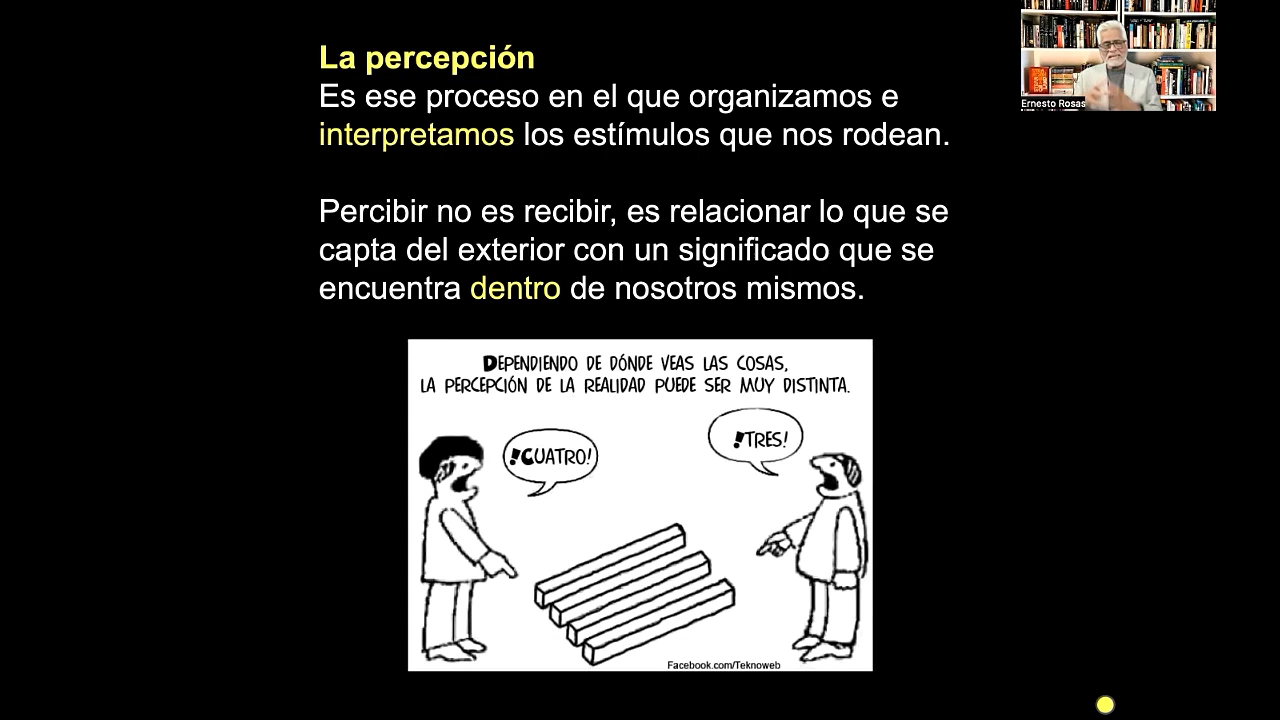 La percepción
Es ese proceso en el que organizamos e
interpretamos los estímulos que nos rodean.
Percibir no es recibir, es relacionar lo que se
capta del exterior con un significado que se
encuentra dentro de nosotros mismos.
DEPENDIENDO DE DÓNDE VEAS LAS COSAS,
LA PERCEPCIÓN DE LA REALIDAD PUEDE SER MUY DISTINTA.
!CUATRO!
!TRES!
Facebook.com/Teknoweb
Ernesto Rosas